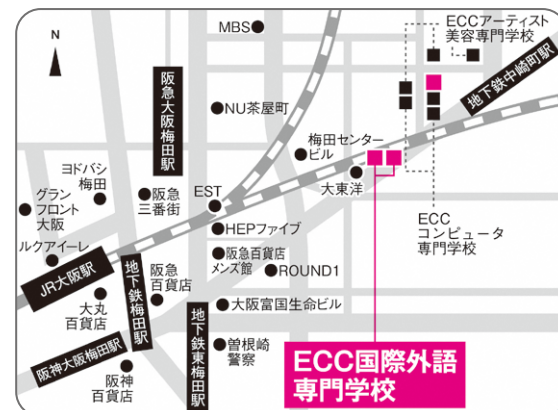 N
MBS
ECCアーティスト
美容専門学校
地下鉄中崎町駅
阪急大阪梅田駅
NU茶屋町
梅田センター
ビル
大東洋
ヨドバシ
梅田
グラン
フロント
大阪
阪急
三番街
EST
HEPファイブ
ECC
コンピュータ
専門学校
ルクアイーレ
阪急百貨店
メンズ館
ROUND1
JR大阪駅
地下鉄梅田駅
阪急
百貨店
大丸
百貨店
大阪富国生命ビル
地下鉄東梅田駅
曽根崎
警察
阪神大阪梅田駅
阪神
百貨店
ECC国際外語
専門学校